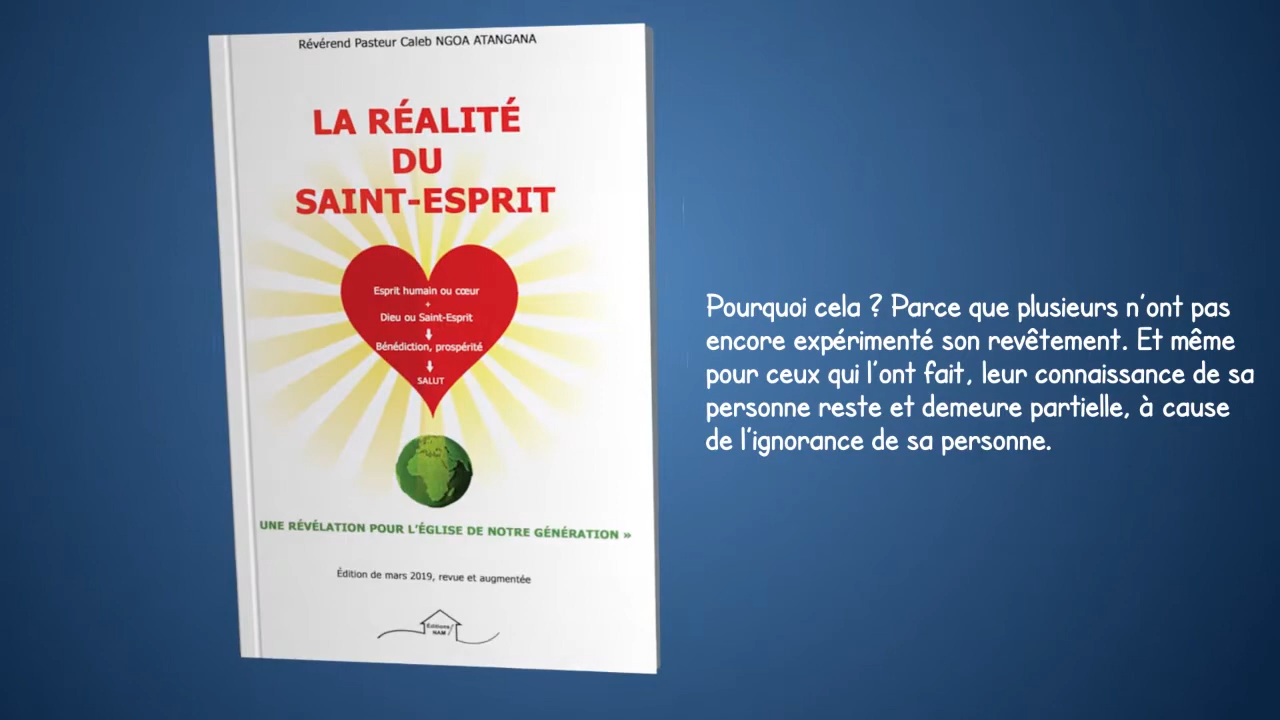 Révérend Pasteur Caleb NGOA ATANGANA
LA RÉALITÉ
DU
SAINT-ESPRIT
Esprit humain ou cœur
+
Dieu ou Saint-Esprit
Bénédiction, prospérité
SALUT
UNE RÉVÉLATION POUR L'ÉGLISE DE NOTRE GÉNÉRATION »
Édition de mars 2019, revue et augmentée
Éditions
NAM
Pourquoi cela ? Parce que plusieurs n'ont pas
encore expérimenté son revêtement. Et même
pour ceux qui l'ont fait, leur connaissance de sa
personne reste et demeure partielle, à cause
de l'ignorance de sa personne.